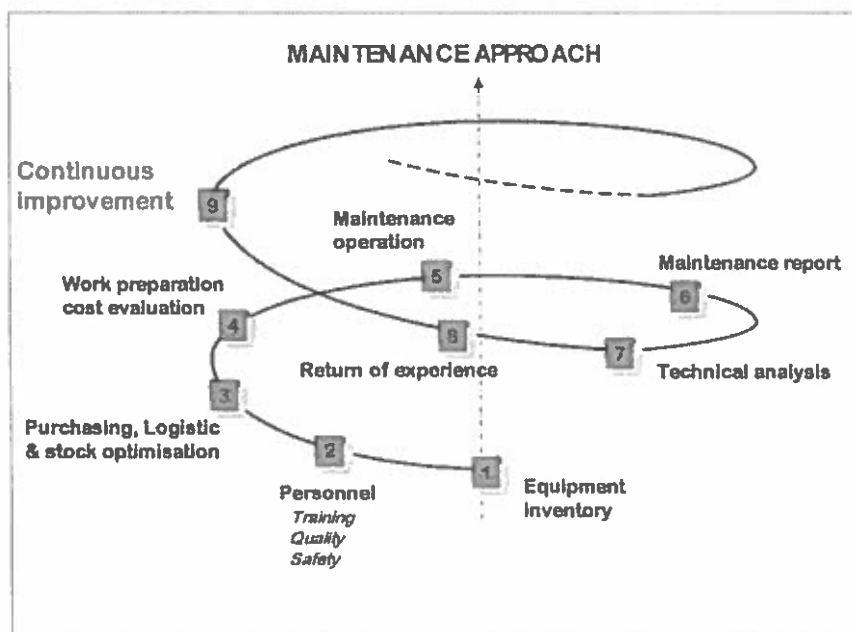 MAINTENANCE APPROACH
Continuous
improvement
9
Maintenance
operation
5
Maintenance report
6
Work preparation
cost evaluation
4
8
Return of experience
7
Technical analysis
3
Purchasing, Logistic
& stock optimisation
2
Personnel
Training
Quality
Safety
1
Equipment
inventory